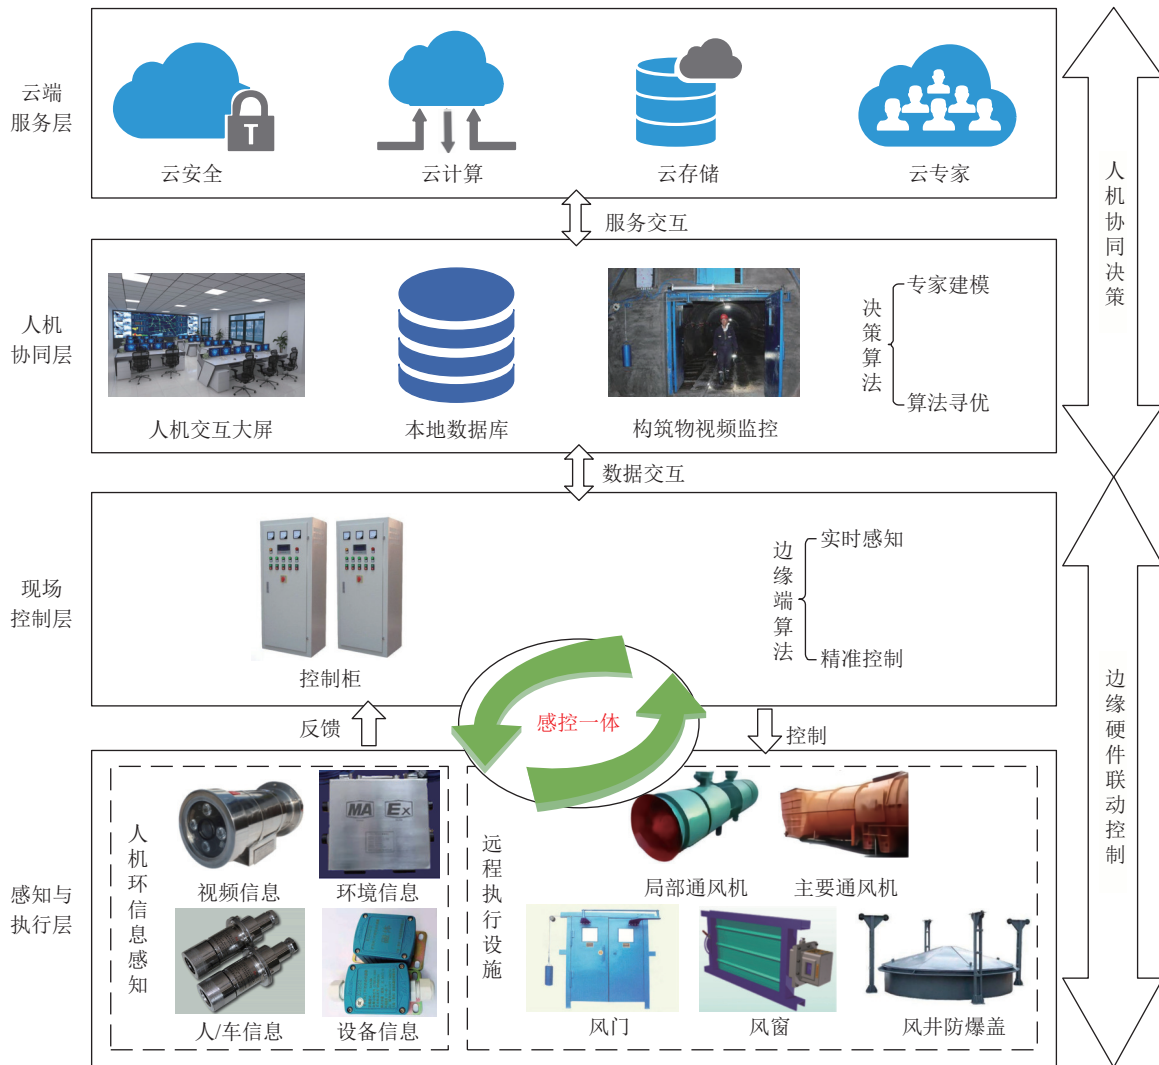 云端
服务层
T
云安全
云计算
云存储
云专家
服务交互
人机
协同层
人机交互大屏
本地数据库
构筑物视频监控
决策算法
专家建模
算法寻优
人机协同决策
数据交互
现场
控制层
控制柜
边缘端算法
实时感知
精准控制
反馈
感控一体
控制
边缘硬件联动控制
感知与
执行层
人机环信息感知
视频信息
MA Ex
环境信息
人/车信息
设备信息
远程执行设施
局部通风机
主要通风机
风门
风窗
风井防爆盖